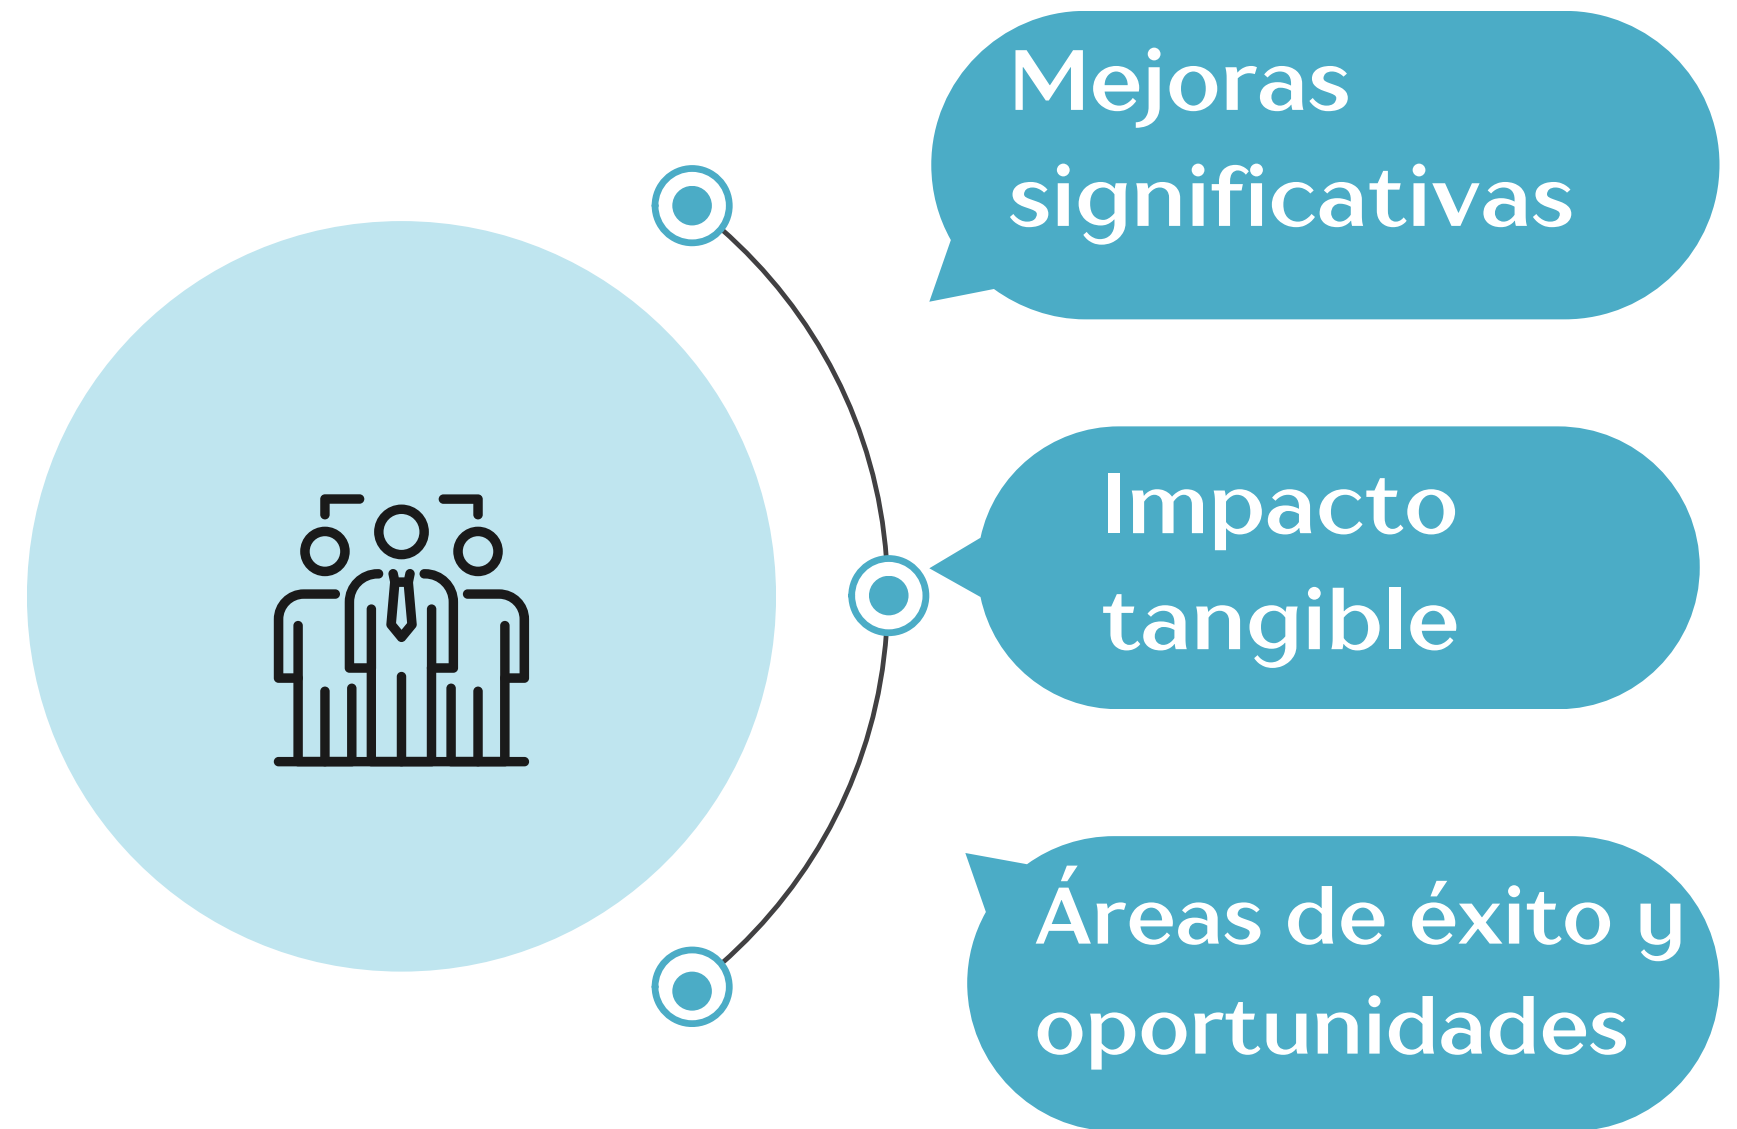 Mejoras
significativas
Impacto
tangible
Áreas de éxito y
oportunidades